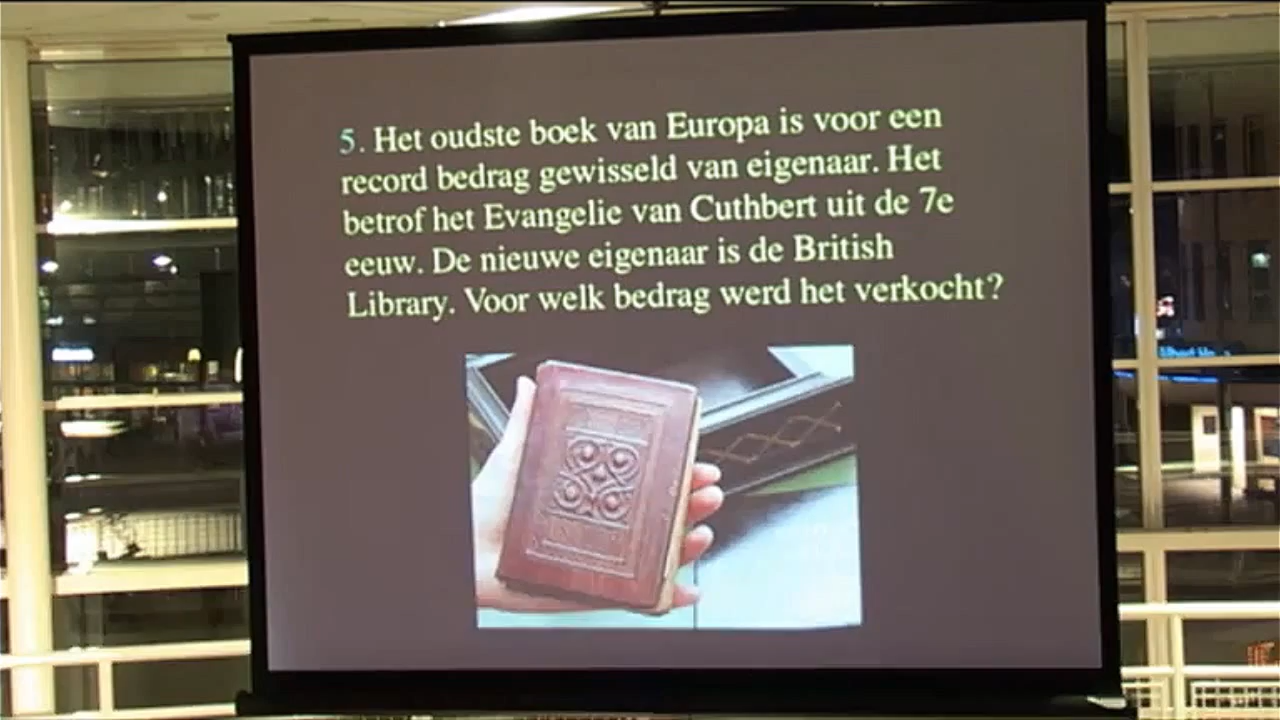 5. Het oudste boek van Europa is voor een
record bedrag gewisseld van eigenaar. Het
betrof het Evangelie van Cuthbert uit de 7e
eeuw. De nieuwe eigenaar is de British
Library. Voor welk bedrag werd het verkocht?